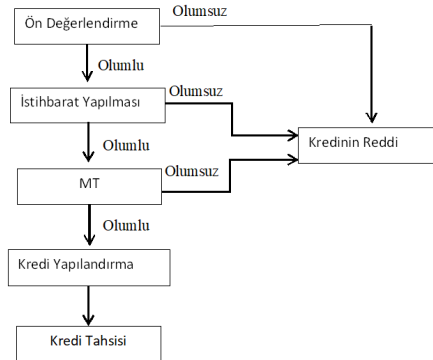 Olumsuz
Ön Değerlendirme
Olumlu
Olumsuz
İstihbarat Yapılması
Kredinin Reddi
Olumlu
Olumsuz
MT
Olumlu
Kredi Yapılandırma
Kredi Tahsisi